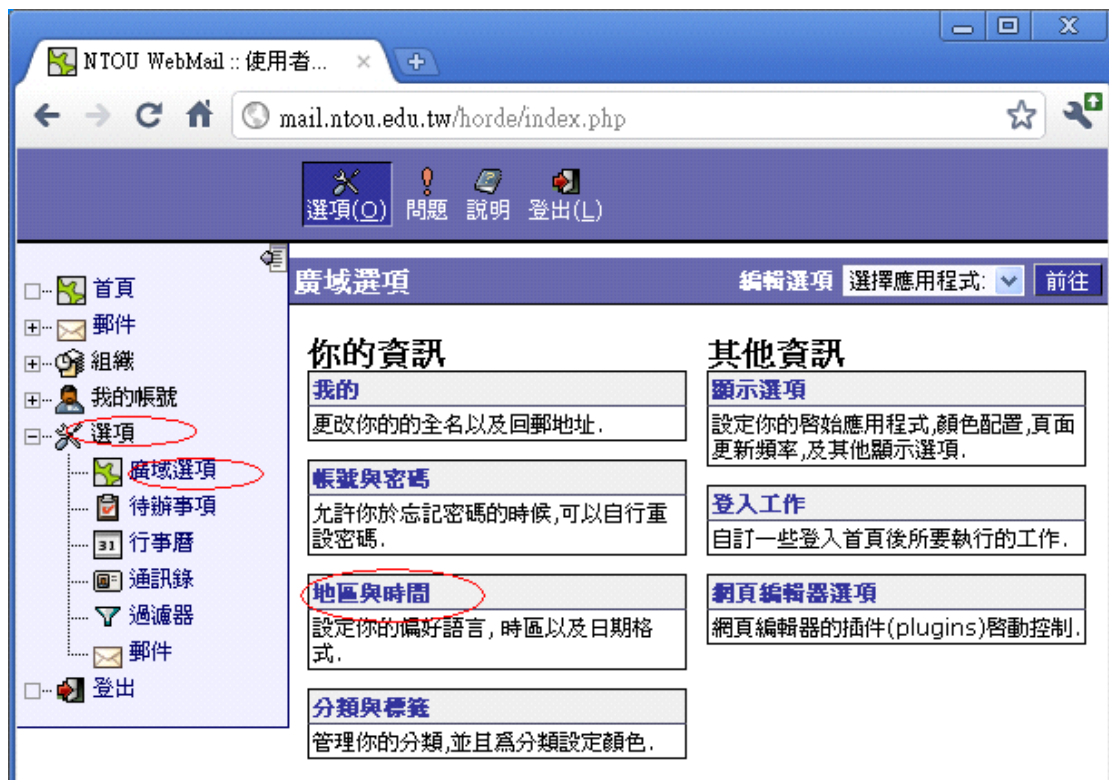 NTOU WebMail :: 使用者...
mail.ntou.edu.tw/horde/index.php
選項(O) 問題 說明 登出(L)
首頁
郵件
組織
我的帳號
選項
廣域選項
待辦事項
31 行事曆
通訊錄
過濾器
郵件
登出
廣域選項 編輯選項 選擇應用程式: 前往
你的資訊
我的
更改你的的全名以及回郵地址.
帳號與密碼
允許你於忘記密碼的時候,可以自行重
設密碼.
地區與時間
設定你的偏好語言, 時區以及日期格
式.
分類與標籤
管理你的分類,並且為分類設定顏色.
其他資訊
顯示選項
設定你的啓始應用程式,顏色配置,頁面
更新頻率,及其他顯示選項.
登入工作
自訂一些登入首頁後所要執行的工作.
網頁編輯器選項
網頁編輯器的插件(plugins)啓動控制.